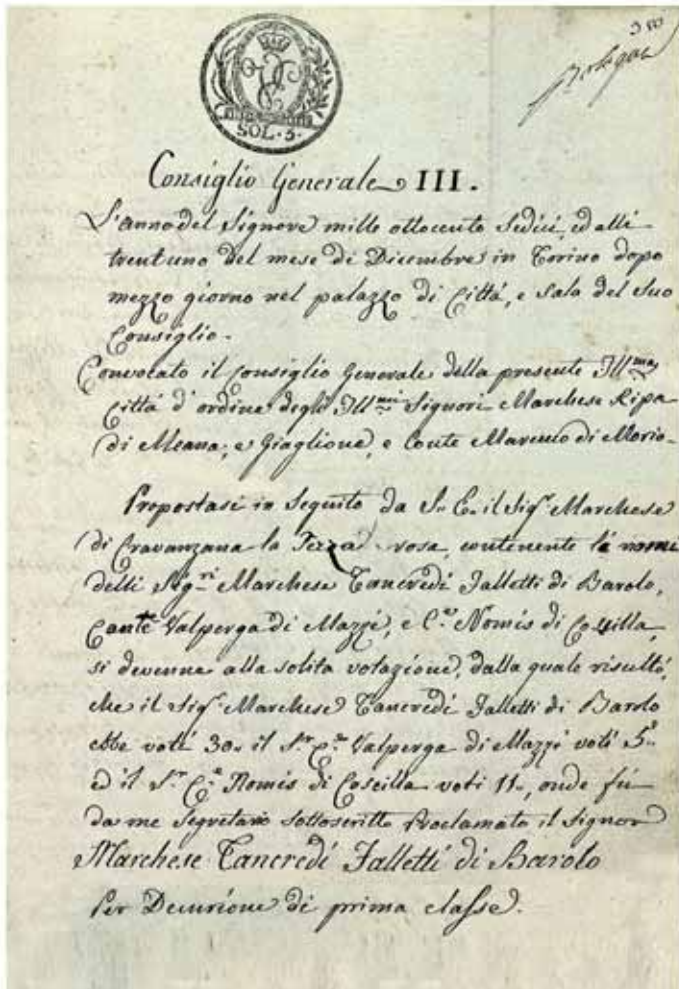 SOL. 3.
Consiglio Generale III.
L'anno del Signore mille ottocento Sedici, ed alli
trentuno del mese di Dicembre in Torino dopo
mezzo giorno nel palazzo di Città, e Sala del Suo
Consiglio.
Convocato il Consiglio Generale della presente Ill.ma
Città d'ordine degli Ill.mi Signori Marchese Ripa
di Meana, e Giaglione, e Conte Marenco di Morio-
Propostasi in Seguito da S. E. il Sig.r Marchese
di Cravanzana la Terza rosa, contenente li nomi
delli Sig.ri Marchese Tancredi Falletti di Barolo,
Conte Valperga di Mazzé, e C.te Nomis di Cossilla,
si devenne alla solita votazione, dalla quale risultò,
che il Sig.r Marchese Tancredi Falletti di Barolo
ebbe voti 30. il S.r C.te Valperga di Mazzé voti 5.
ed il S.r C.te Nomis di Coscilla voti 11., onde fù
da me Segretario Sottoscritto Proclamato il Signor
Marchese Tancredi Falletti di Barolo
Per Decurione di prima classe.